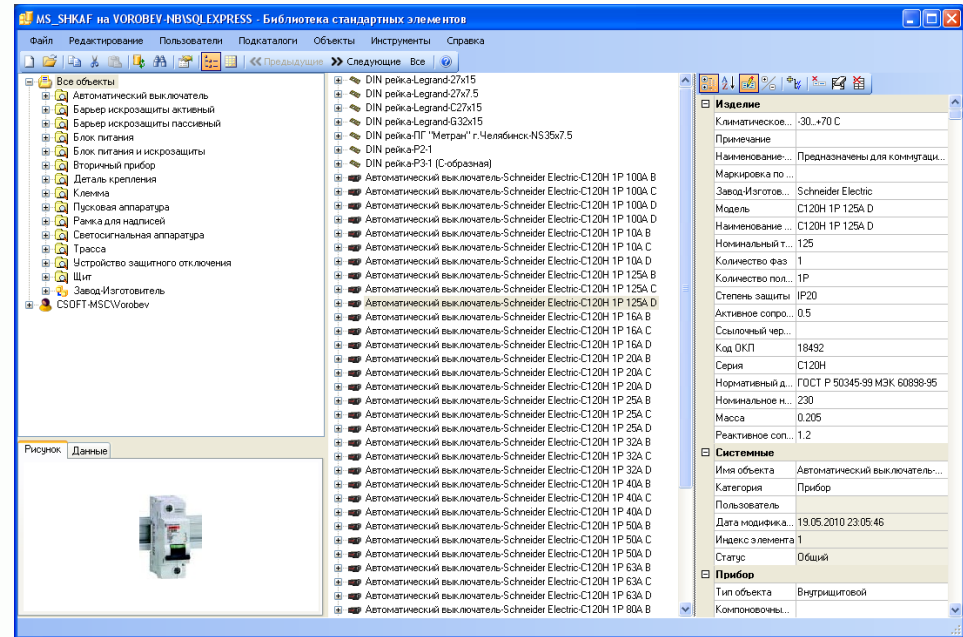 MS_SHKAF на VOROBEV-NB\SQLEXPRESS - Библиотека стандартных элементов
Файл Редактирование Пользователи Подкаталоги Объекты Инструменты Справка
Предыдущие Следующие Все
Все объекты
Автоматический выключатель
Барьер искрозащиты активный
Барьер искрозащиты пассивный
Блок питания
Блок питания и искрозащиты
Вторичный прибор
Деталь крепления
Клемма
Пусковая аппаратура
Рамка для надписей
Светосигнальная аппаратура
Трасса
Устройство защитного отключения
Щит
Завод-Изготовитель
CSOFT-MSC\Vorobev
Рисунок Данные
DIN рейка-Legrand-27x15
DIN рейка-Legrand-27x7.5
DIN рейка-Legrand-C27x15
DIN рейка-Legrand-G32x15
DIN рейка-ПГ "Метран" г.Челябинск-NS35x7.5
DIN рейка-Р2-1
DIN рейка-Р3-1 (С-образная)
Автоматический выключатель-Schneider Electric-C120H 1P 100A B
Автоматический выключатель-Schneider Electric-C120H 1P 100A C
Автоматический выключатель-Schneider Electric-C120H 1P 100A D
Автоматический выключатель-Schneider Electric-C120H 1P 100A D
Автоматический выключатель-Schneider Electric-C120H 1P 10A B
Автоматический выключатель-Schneider Electric-C120H 1P 10A C
Автоматический выключатель-Schneider Electric-C120H 1P 10A D
Автоматический выключатель-Schneider Electric-C120H 1P 125A B
Автоматический выключатель-Schneider Electric-C120H 1P 125A C
Автоматический выключатель-Schneider Electric-C120H 1P 125A D
Автоматический выключатель-Schneider Electric-C120H 1P 16A B
Автоматический выключатель-Schneider Electric-C120H 1P 16A C
Автоматический выключатель-Schneider Electric-C120H 1P 16A D
Автоматический выключатель-Schneider Electric-C120H 1P 20A B
Автоматический выключатель-Schneider Electric-C120H 1P 20A C
Автоматический выключатель-Schneider Electric-C120H 1P 20A D
Автоматический выключатель-Schneider Electric-C120H 1P 25A B
Автоматический выключатель-Schneider Electric-C120H 1P 25A C
Автоматический выключатель-Schneider Electric-C120H 1P 25A D
Автоматический выключатель-Schneider Electric-C120H 1P 32A B
Автоматический выключатель-Schneider Electric-C120H 1P 32A C
Автоматический выключатель-Schneider Electric-C120H 1P 32A D
Автоматический выключатель-Schneider Electric-C120H 1P 40A B
Автоматический выключатель-Schneider Electric-C120H 1P 40A C
Автоматический выключатель-Schneider Electric-C120H 1P 40A D
Автоматический выключатель-Schneider Electric-C120H 1P 50A B
Автоматический выключатель-Schneider Electric-C120H 1P 50A C
Автоматический выключатель-Schneider Electric-C120H 1P 50A D
Автоматический выключатель-Schneider Electric-C120H 1P 63A B
Автоматический выключатель-Schneider Electric-C120H 1P 63A C
Автоматический выключатель-Schneider Electric-C120H 1P 63A D
Автоматический выключатель-Schneider Electric-C120H 1P 80A B
Изделие
Климатическое... -30..+70 С
Примечание
Наименование-... Предназначены для коммутаци...
Маркировка по ...
Завод-Изготов... Schneider Electric
Модель C120H 1P 125A D
Наименование ... C120H 1P 125A D
Номинальный т... 125
Количество фаз 1
Количество пол... 1P
Степень защиты IP20
Активное сопро... 0.5
Ссылочный чер...
Код ОКП 18492
Серия C120H
Нормативный д... ГОСТ Р 50345-99 МЭК 60898-95
Номинальное н... 230
Масса 0.205
Реактивное соп... 1.2
Системные
Имя объекта Автоматический выключатель-...
Категория Прибор
Пользователь
Дата модифика... 19.05.2010 23:05:46
Индекс элемента 1
Статус Общий
Прибор
Тип объекта Внутрищитовой
Компоновочны...